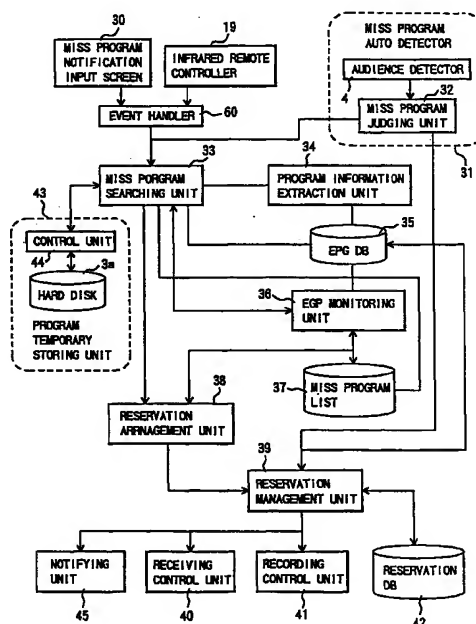 30
MISS PROGRAM
NOTIFICATION
INPUT SCREEN
19
INFRARED REMOTE
CONTROLLER
MISS PROGRAM
AUTO DETECTOR
AUDIENCE DETECTOR
4
32
MISS PROGRAM
JUDGING UNIT
31
EVENT HANDLER
60
33
MISS PORGRAM
SEARCHING UNIT
34
PROGRAM INFORMATION
EXTRACTION UNIT
43
CONTROL UNIT
44
3m
HARD DISK
PROGRAM
TEMPORARY
STORING UNIT
35
EPG DB
36
EGP MONITORING
UNIT
37
MISS PROGRAM
LIST
38
RESERVATION
ARRNAGEMENT UNIT
39
RESERVATION
MANAGEMENT UNIT
NOTIFYING
UNIT
45
RECEIVING
CONTROL UNIT
40
RECORDING
CONTROL UNIT
41
RESERVATION
DB
42